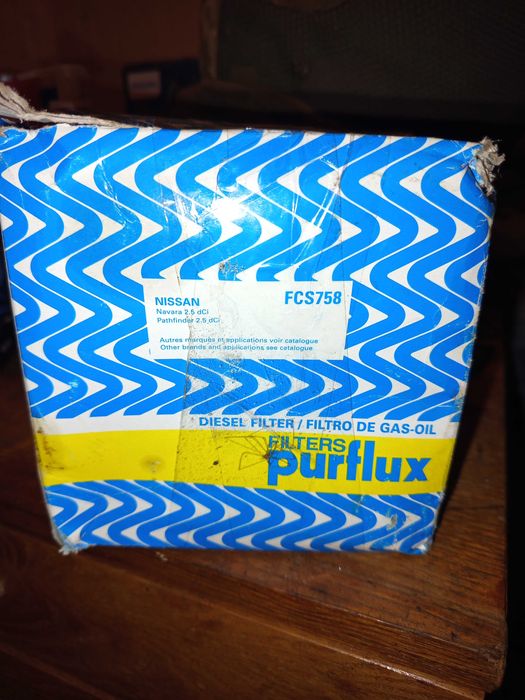 NISSAN
FCS758
Navara 2.5 dCi
Pathfinder 2.5 dCi
Autres marques et applications voir catalogue
Other brands and applications see catalogue
DIESEL FILTER / FILTRO DE GAS-OIL
FILTERS
purflux